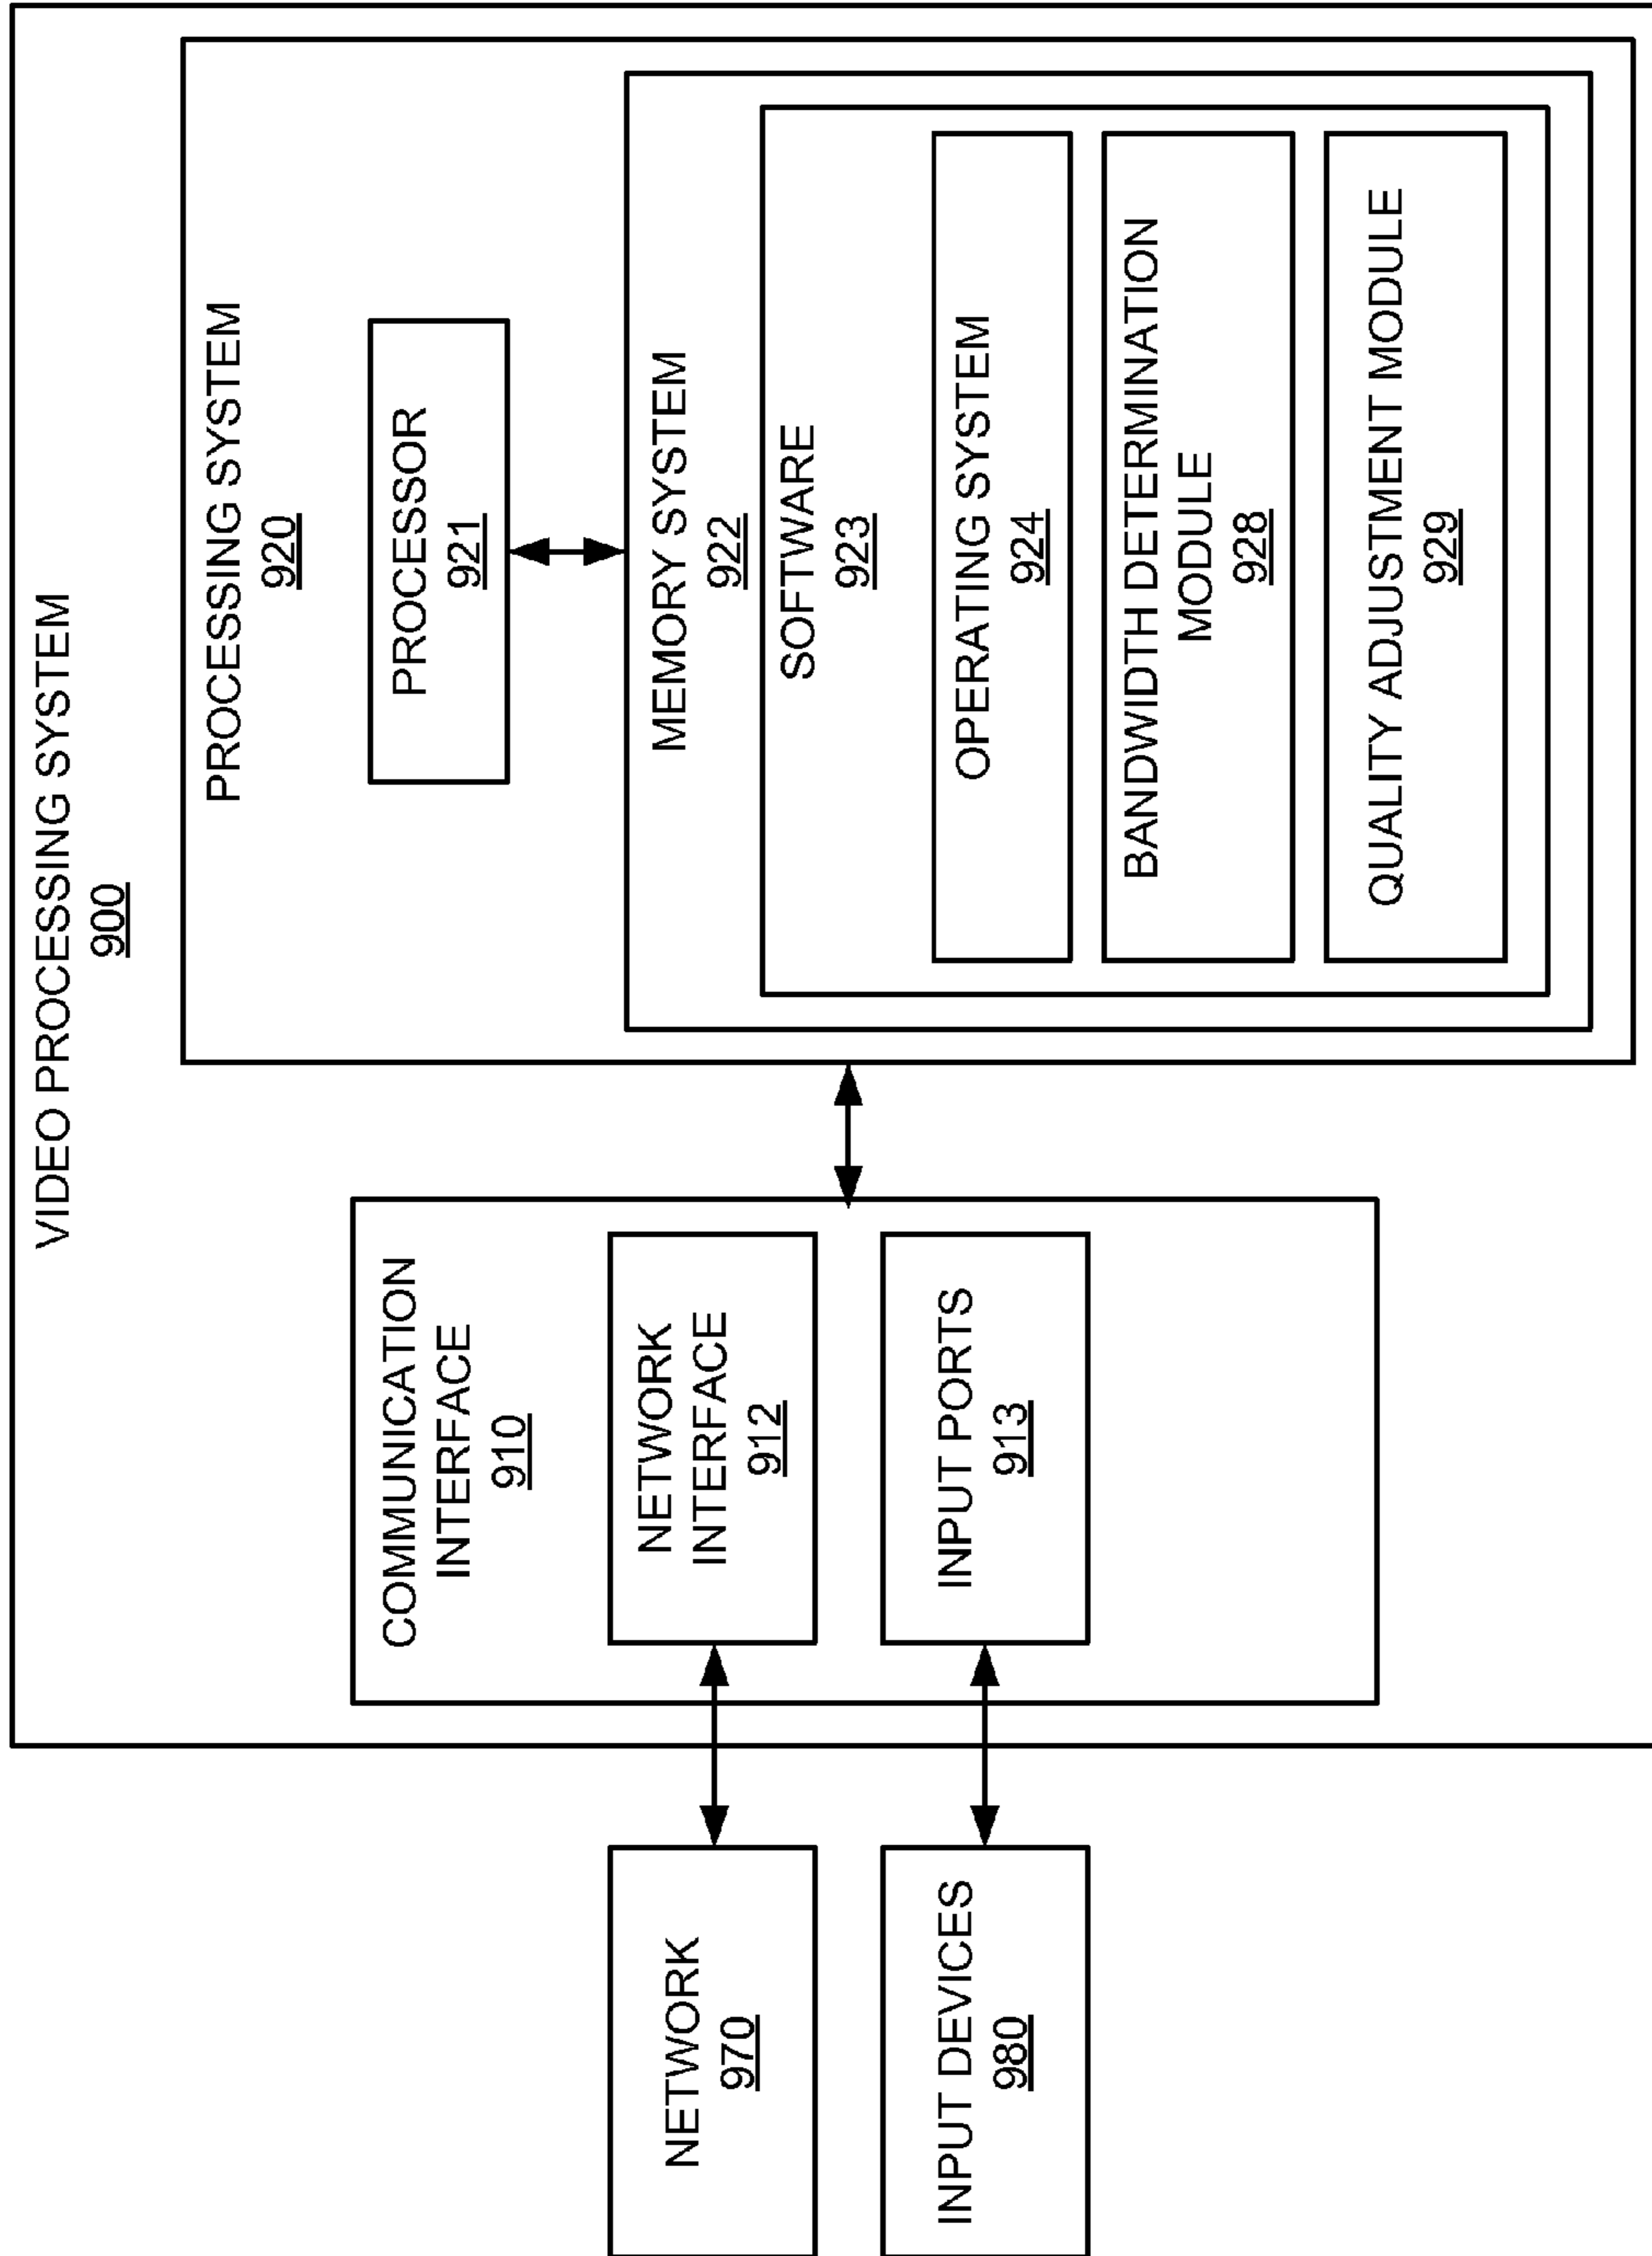 VIDEO PROCESSING SYSTEM
900
NETWORK
970
INPUT DEVICES
980
COMMUNICATION
INTERFACE
910
NETWORK
INTERFACE
912
INPUT PORTS
913
PROCESSING SYSTEM
920
PROCESSOR
921
MEMORY SYSTEM
922
SOFTWARE
923
OPERATING SYSTEM
924
BANDWIDTH DETERMINATION
MODULE
928
QUALITY ADJUSTMENT MODULE
929